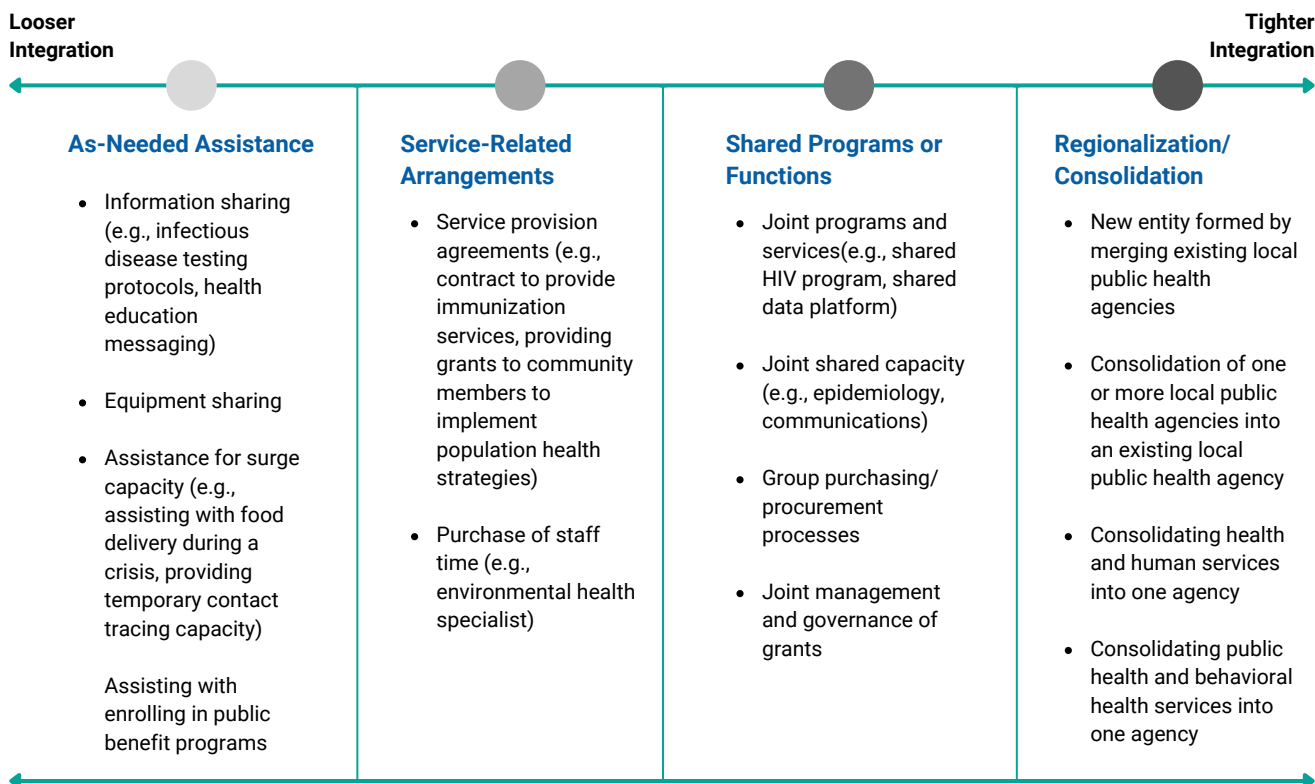 Looser
Integration
Tighter
Integration
As-Needed Assistance
• Information sharing
(e.g., infectious
disease testing
protocols, health
education
messaging)
• Equipment sharing
• Assistance for surge
capacity (e.g.,
assisting with food
delivery during a
crisis, providing
temporary contact
tracing capacity)
Assisting with
enrolling in public
benefit programs
Service-Related
Arrangements
• Service provision
agreements (e.g.,
contract to provide
immunization
services, providing
grants to community
members to
implement
population health
strategies)
• Purchase of staff
time (e.g.,
environmental health
specialist)
Shared Programs or
Functions
• Joint programs and
services(e.g., shared
HIV program, shared
data platform)
• Joint shared capacity
(e.g., epidemiology,
communications)
• Group purchasing/
procurement
processes
• Joint management
and governance of
grants
Regionalization/
Consolidation
• New entity formed by
merging existing local
public health
agencies
• Consolidation of one
or more local public
health agencies into
an existing local
public health agency
• Consolidating health
and human services
into one agency
• Consolidating public
health and behavioral
health services into
one agency